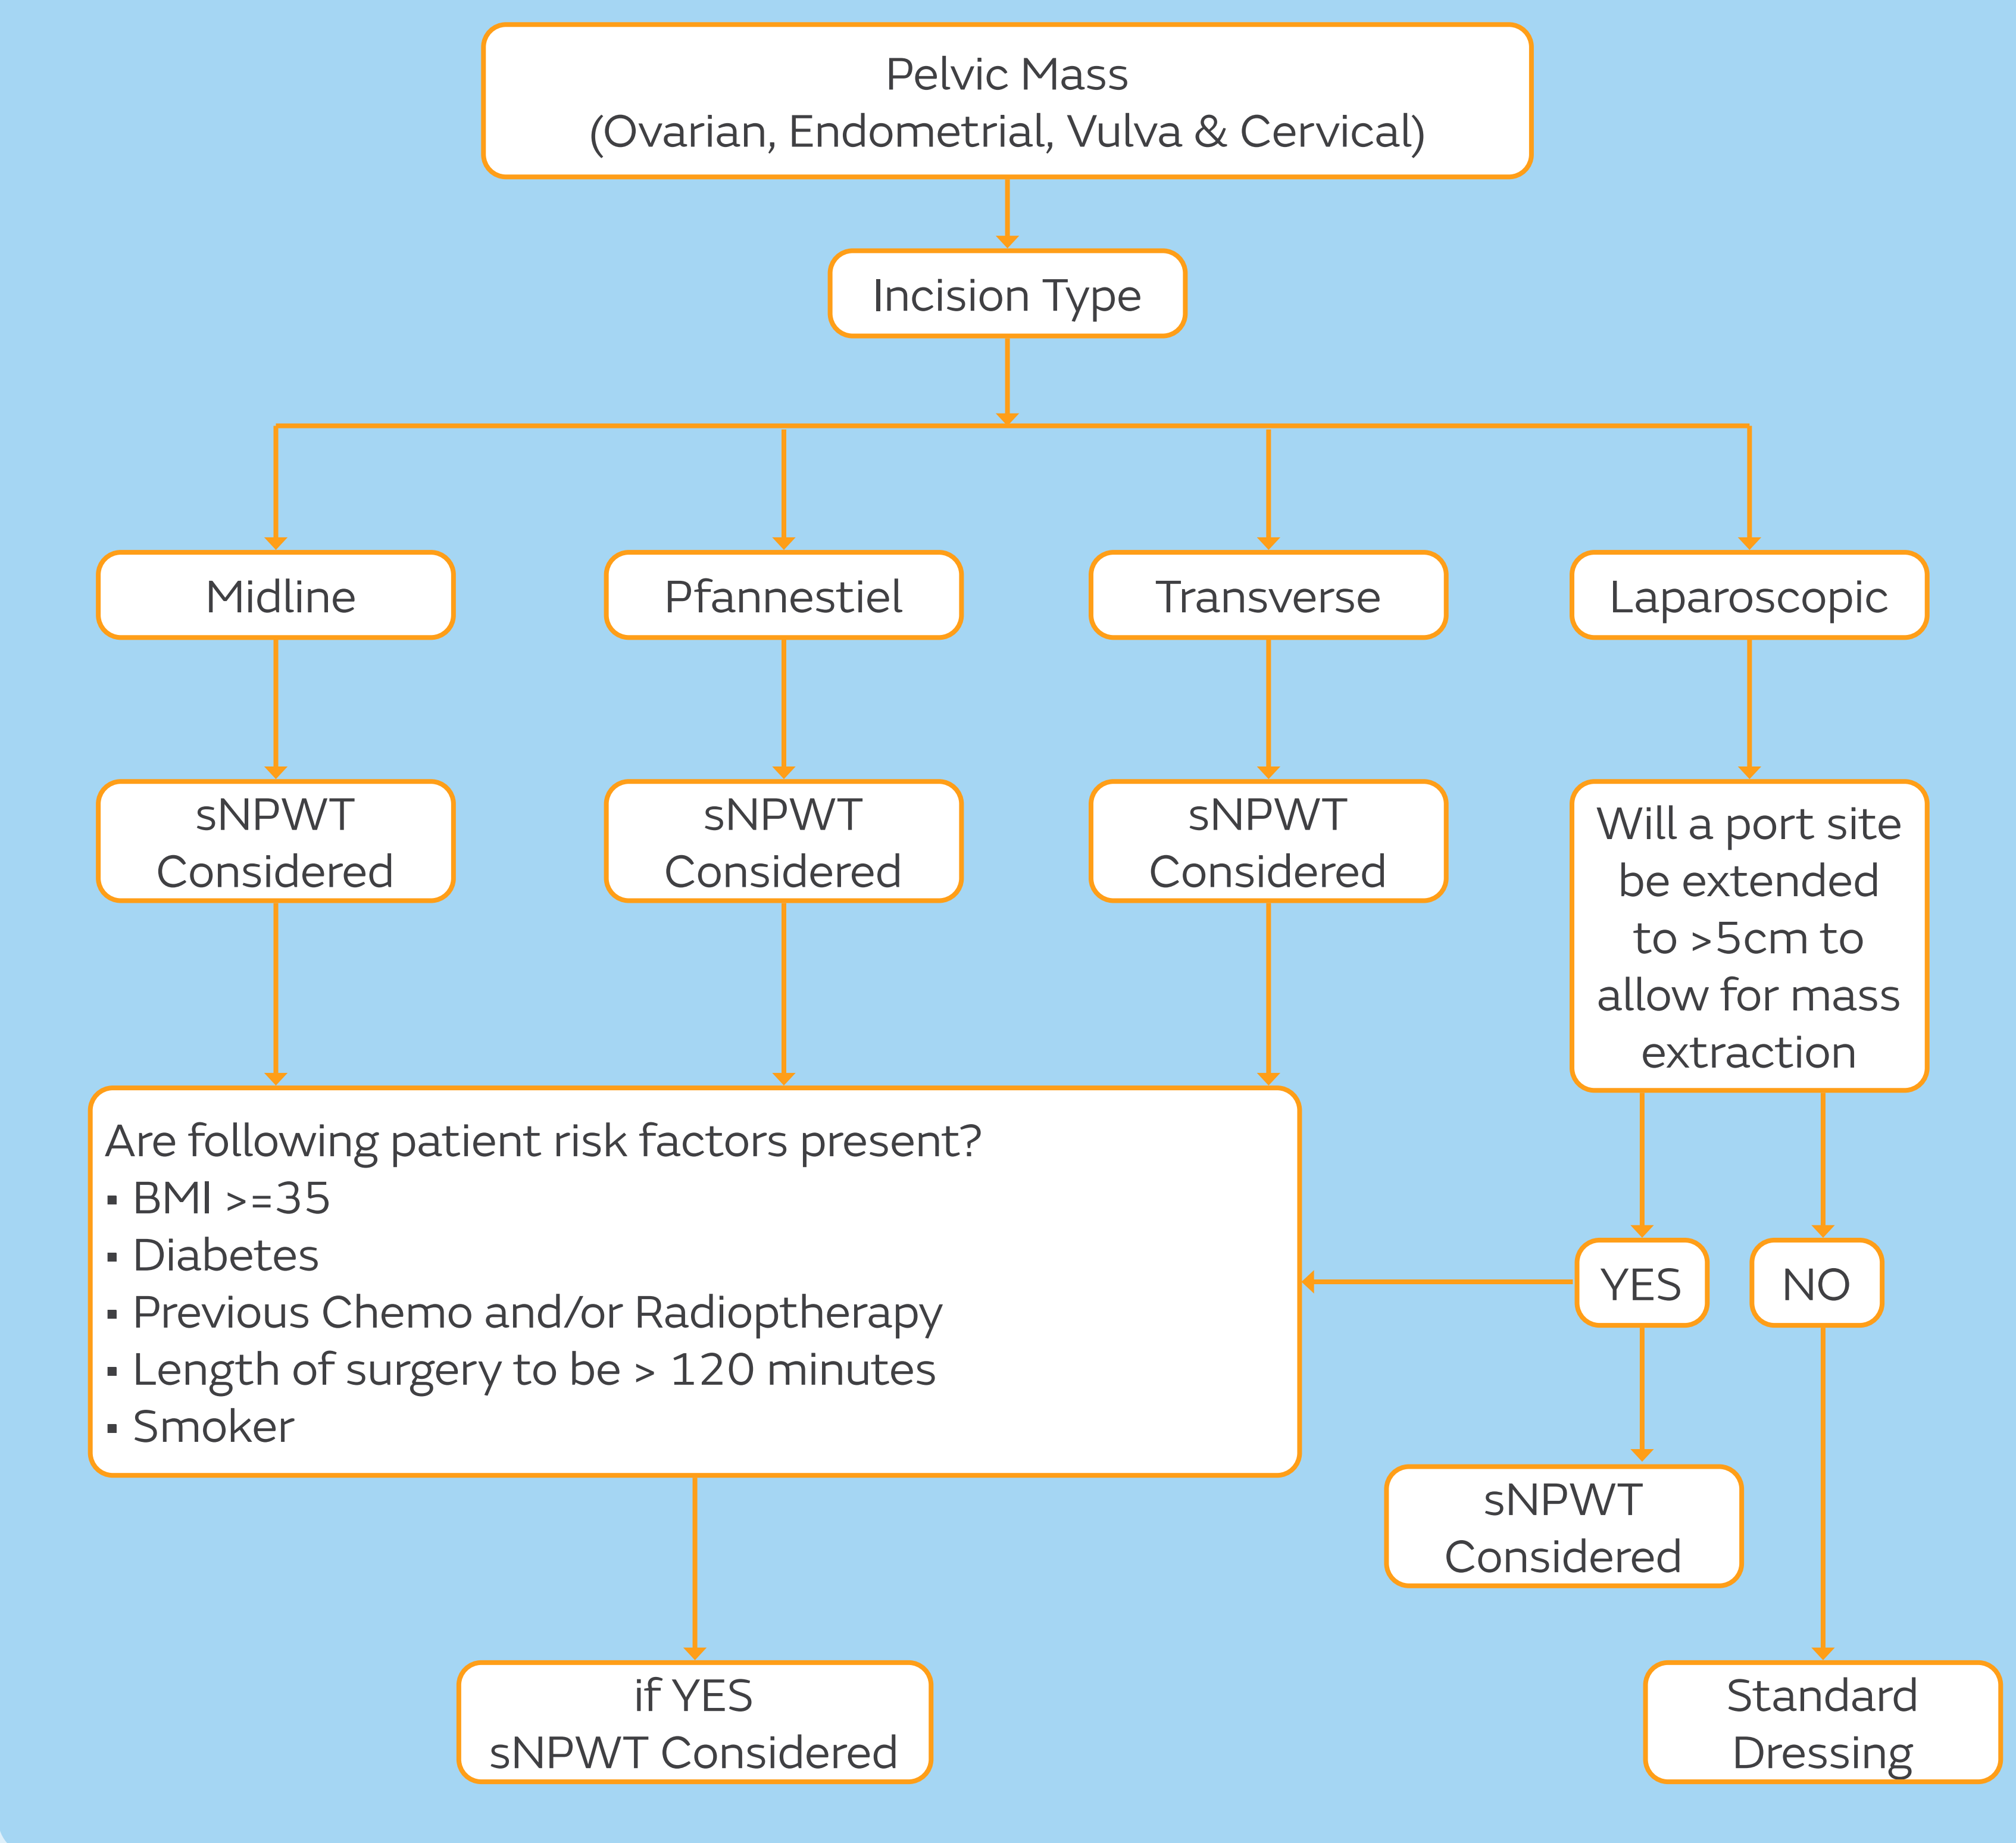 Pelvic Mass
(Ovarian, Endometrial, Vulva & Cervical)
Incision Type
Midline
Pfannestiel
Transverse
Laparoscopic
sNPWT
Considered
sNPWT
Considered
sNPWT
Considered
Will a port site
be extended
to >5cm to
allow for mass
extraction
Are following patient risk factors present?
▪ BMI >=35
▪ Diabetes
▪ Previous Chemo and/or Radioptherapy
▪ Length of surgery to be > 120 minutes
▪ Smoker
YES
NO
sNPWT
Considered
if YES
sNPWT Considered
Standard
Dressing